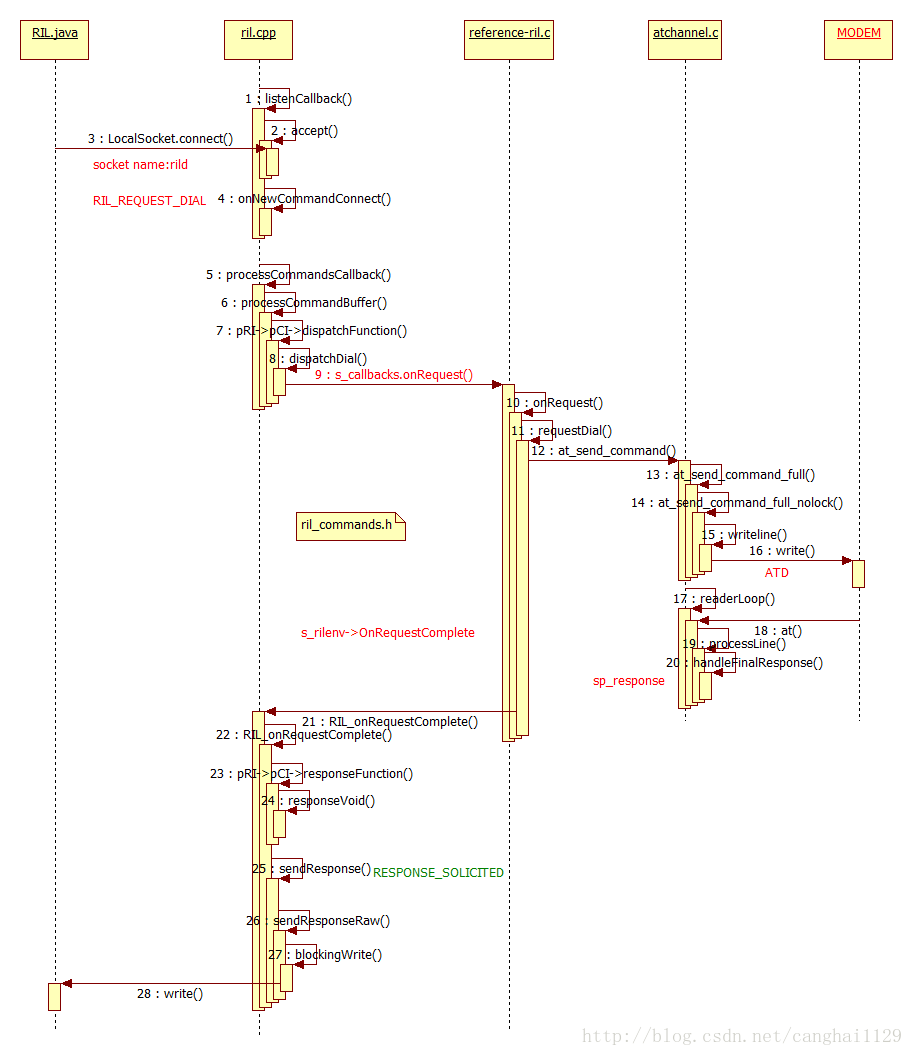 RIL.java
ril.cpp
reference-ril.c
atchannel.c
MODEM
1 : listenCallback()
2 : accept()
3 : LocalSocket.connect()
socket name:rild
RIL_REQUEST_DIAL
4 : onNewCommandConnect()
5 : processCommandsCallback()
6 : processCommandBuffer()
7 : pRI->pCI->dispatchFunction()
8 : dispatchDial()
9 : s_callbacks.onRequest()
10 : onRequest()
11 : requestDial()
12 : at_send_command()
13 : at_send_command_full()
14 : at_send_command_full_nolock()
ril_commands.h
15 : writeline()
16 : write()
ATD
17 : readerLoop()
18 : at()
s_rilenv->OnRequestComplete
19 : processLine()
20 : handleFinalResponse()
sp_response
21 : RIL_onRequestComplete()
22 : RIL_onRequestComplete()
23 : pRI->pCI->responseFunction()
24 : responseVoid()
25 : sendResponse()
RESPONSE_SOLICITED
26 : sendResponseRaw()
27 : blockingWrite()
28 : write()
http://blog.csdn.net/canghai1129